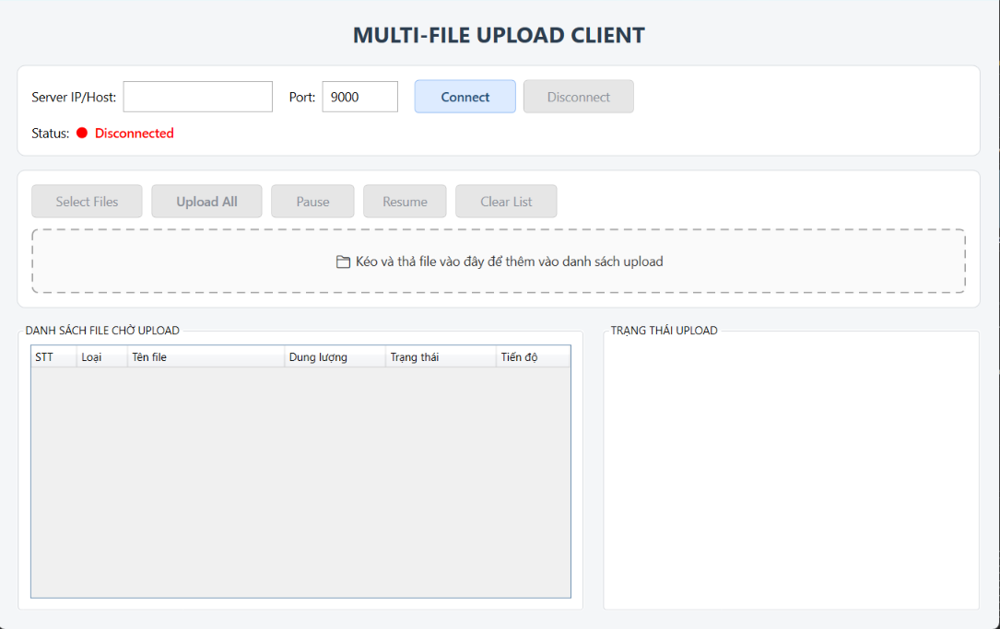 MULTI-FILE UPLOAD CLIENT
Server IP/Host: Port: 9000 Connect Disconnect
Status: Disconnected
Select Files Upload All Pause Resume Clear List
Kéo và thả file vào đây để thêm vào danh sách upload
DANH SÁCH FILE CHỜ UPLOAD
STT Loại Tên file Dung lượng Trạng thái Tiến độ
TRẠNG THÁI UPLOAD